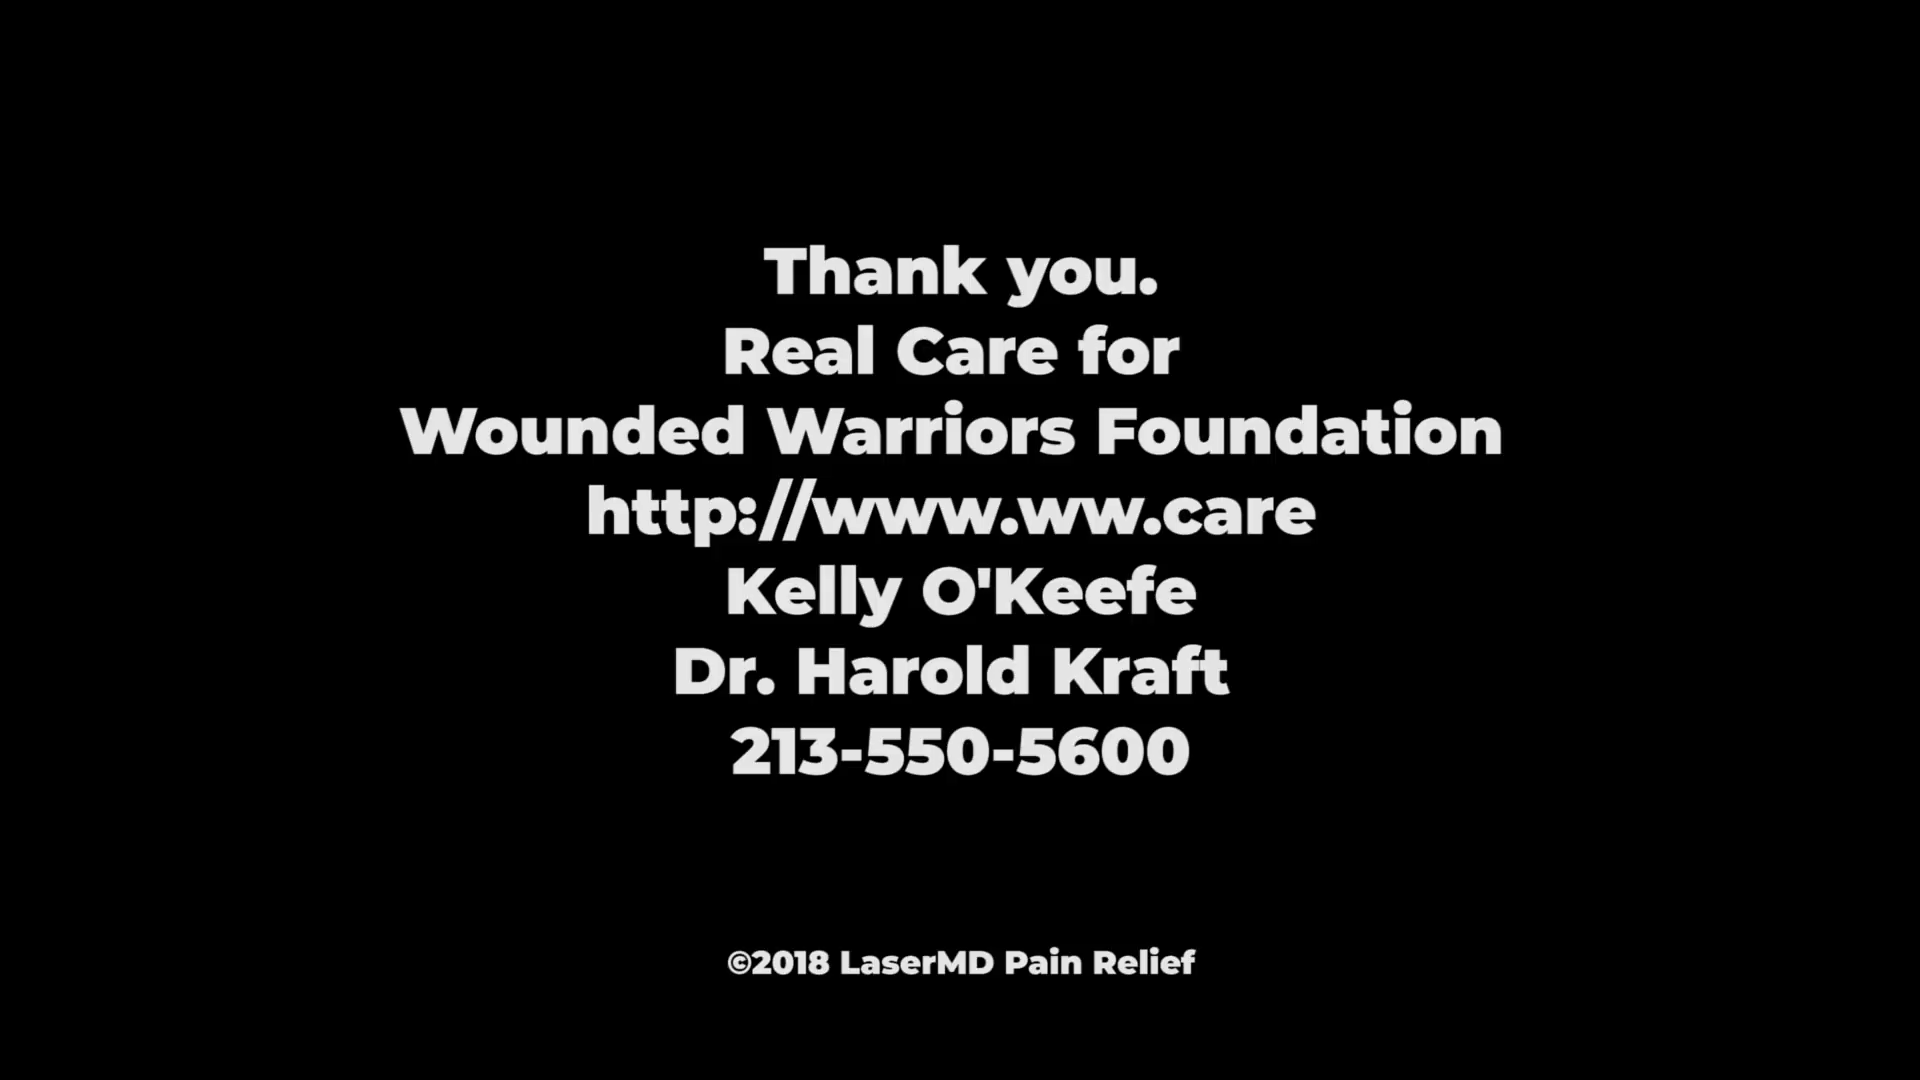 Thank you.
Real Care for
Wounded Warriors Foundation
http://www.ww.care
Kelly O'Keefe
Dr. Harold Kraft
213-550-5600
©2018 LaserMD Pain Relief